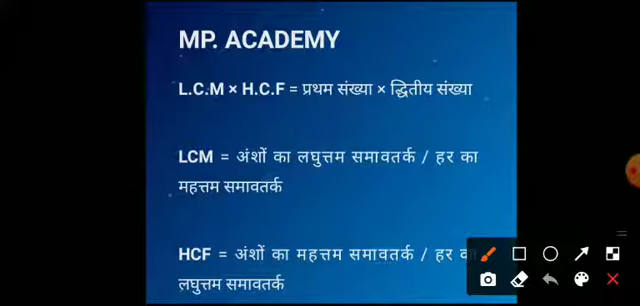 MP. ACADEMY
L.C.M × H.C.F = प्रथम संख्या × द्धितीय संख्या
LCM = अंशों का लघुत्तम समावतर्क / हर का
महत्तम समावतर्क
HCF = अंशों का महत्तम समावतर्क / हर का
लघुत्तम समावतर्क